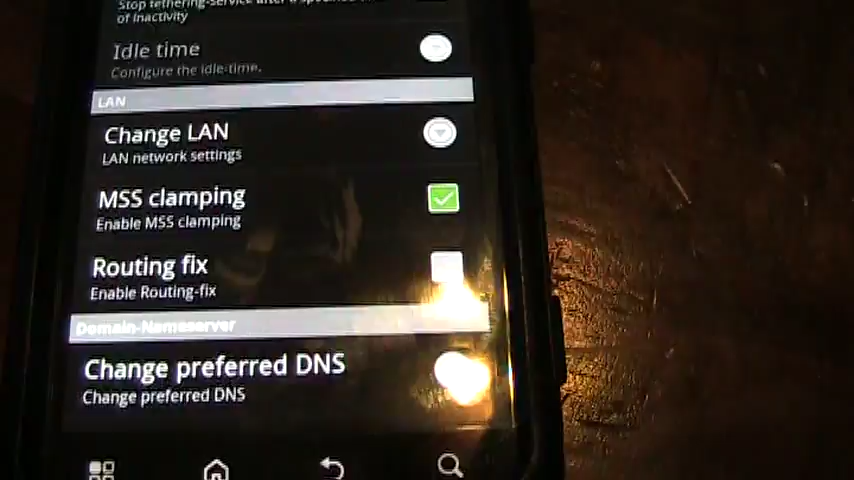 Stop tethering-service after a specified
of inactivity
Idle time
Configure the idle-time.
LAN
Change LAN
LAN network settings
MSS clamping
Enable MSS clamping
Routing fix
Enable Routing-fix
Domain-Nameserver
Change preferred DNS
Change preferred DNS